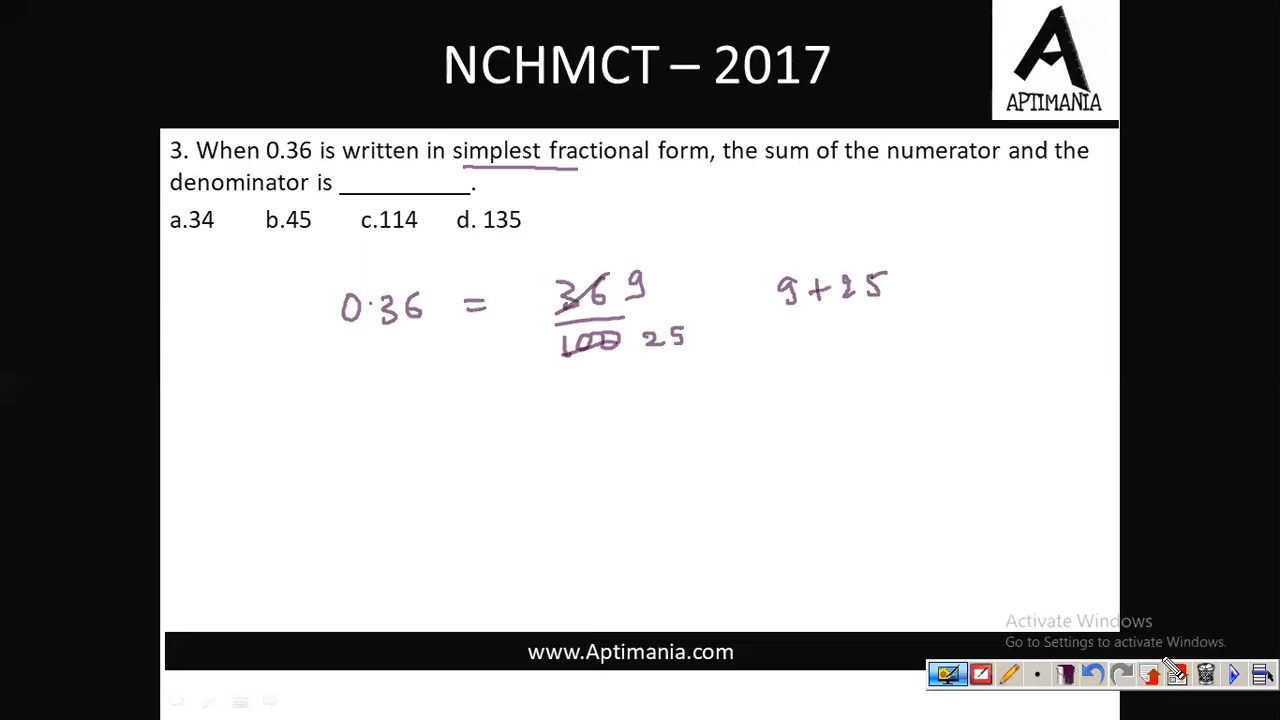 NCHMCT – 2017
APTIMANIA
3. When 0.36 is written in simplest fractional form, the sum of the numerator and the
denominator is __________.
a.34 b.45 c.114 d. 135
0.36 = 36 9 9+25
100 25
Activate Windows
Go to Settings to activate Windows.
www.Aptimania.com